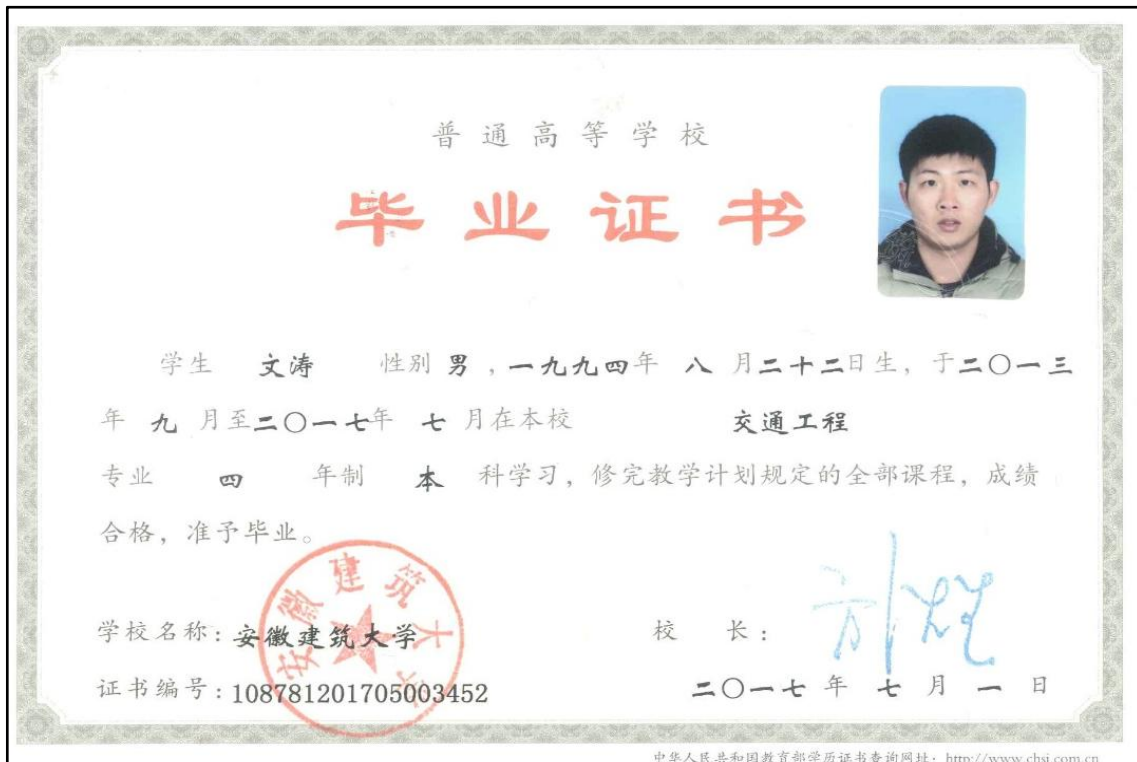 普通高等学校
毕业证书
学生 文涛 性别 男，一九九四年 八 月二十二日生，于二〇一三
年 九 月至二〇一七年 七 月在本校 交通工程
专业 四 年制 本 科学习，修完教学计划规定的全部课程，成绩
合格，准予毕业。
安徽建筑大学
学校名称：安徽建筑大学 校 长：
证书编号：108781201705003452 二〇一七 年 七 月 一 日
中华人民共和国教育部学历证书查询网址：http://www.chsi.com.cn